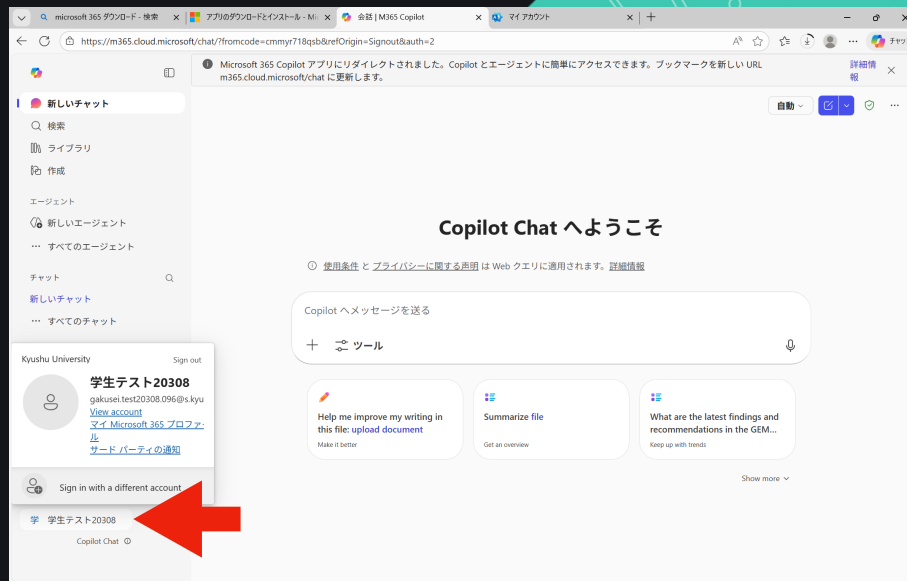 microsoft 365 ダウンロード - 検索
アプリのダウンロードとインストール - Mi
会話 | M365 Copilot
マイ アカウント
https://m365.cloud.microsoft/chat/?fromcode=cmmyr718qsb&refOrigin=Signout&auth=2
チャッ
Microsoft 365 Copilot アプリにリダイレクトされました。Copilot とエージェントに簡単にアクセスできます。ブックマークを新しい URL
m365.cloud.microsoft/chat に更新します。
詳細情
報
新しいチャット
検索
ライブラリ
作成
自動
エージェント
新しいエージェント
すべてのエージェント
チャット
新しいチャット
すべてのチャット
Copilot Chat へようこそ
使用条件 と プライバシーに関する声明 は Web クエリに適用されます。詳細情報
Copilot へメッセージを送る
ツール
Help me improve my writing in
this file: upload document
Make it better
Summarize file
Get an overview
What are the latest findings and
recommendations in the GEM...
Keep up with trends
Show more
Kyushu University
Sign out
学生テスト20308
gakusei.test20308.096@s.kyu
View account
マイ Microsoft 365 プロファイ
ル
サード パーティの通知
Sign in with a different account
学 学生テスト20308
Copilot Chat